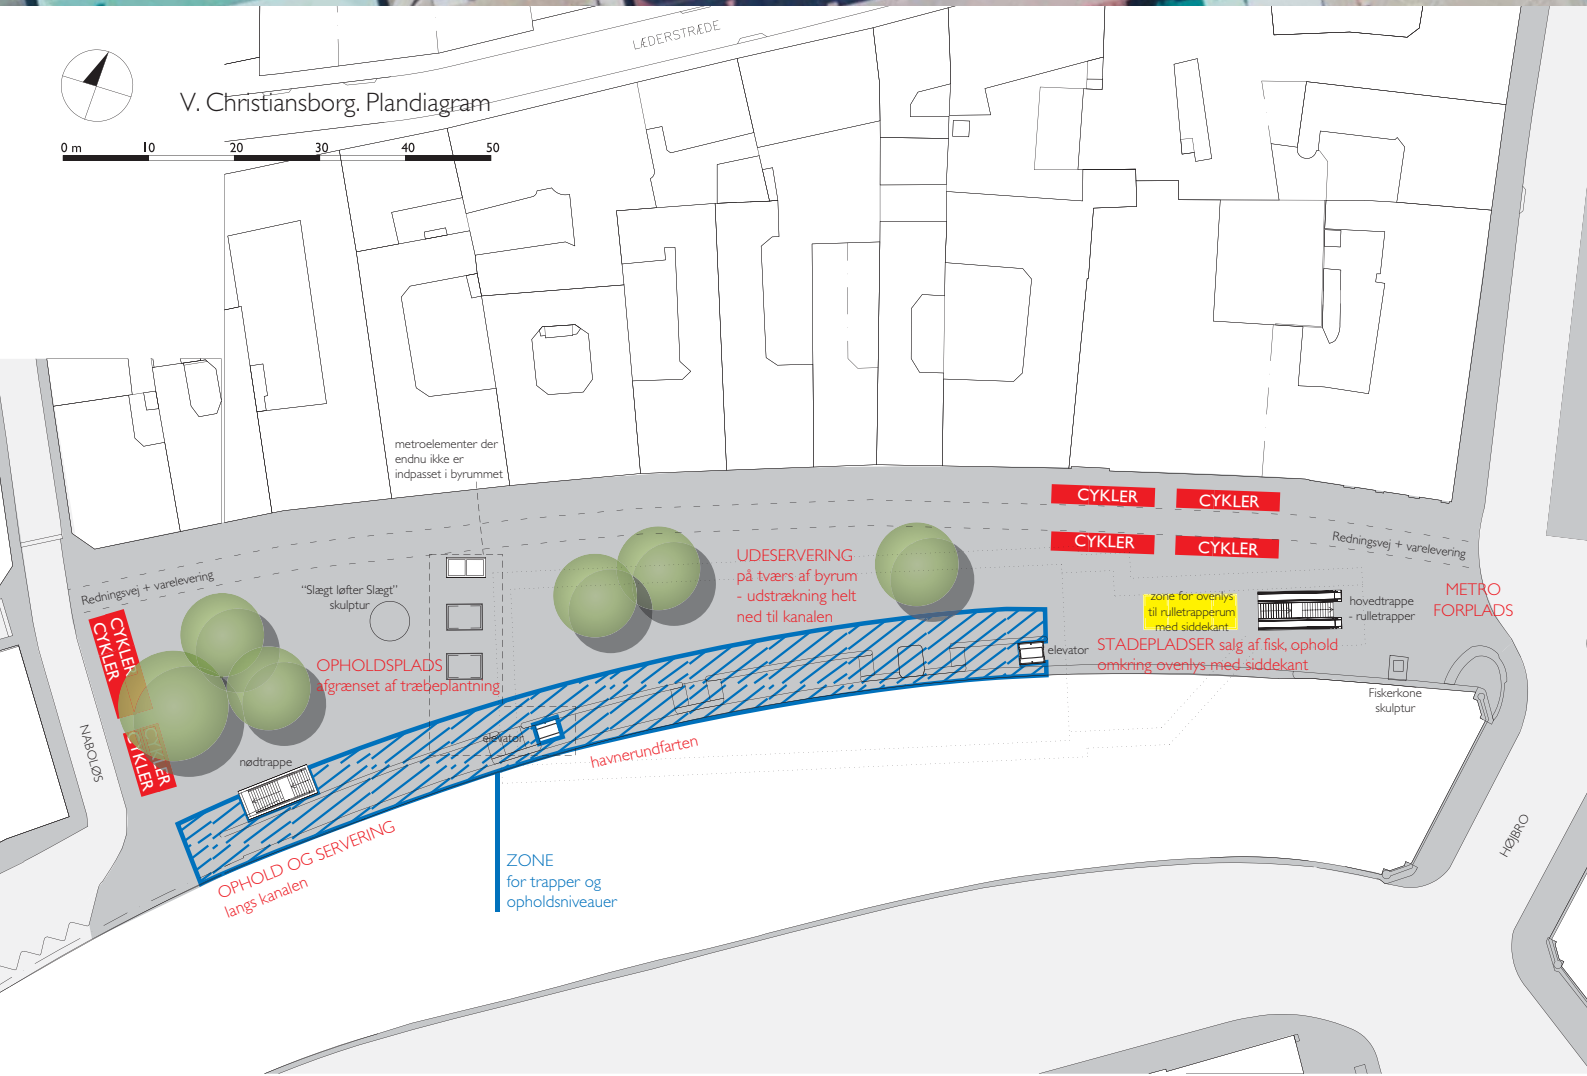 LÆDERSTRÆDE
V. Christiansborg. Plandiagram
0 m 10 20 30 40 50
metroelementer der
endnu ikke er
indpasset i byrummet
CYKLER CYKLER
CYKLER CYKLER
Redningsvej + varelevering
Redningsvej + varelevering
"Slægt løfter Slægt"
skulptur
UDESERVERING
på tværs af byrum
- udstrækning helt
ned til kanalen
zone for ovenlys
til rulletrapperum
med siddekant
hovedtrappe
- rulletrapper
METRO
FORPLADS
CYKLER
CYKLER
OPHOLDSPLADS
afgrænset af træbeplantning
elevator
STADEPLADSER salg af fisk, ophold
omkring ovenlys med siddekant
Fiskerkone
skulptur
NABOLØS
CYKLER
CYKLER
nødtrappe
elevator
havnerundfarten
OPHOLD OG SERVERING
langs kanalen
ZONE
for trapper og
opholdsniveauer
HØJBRO